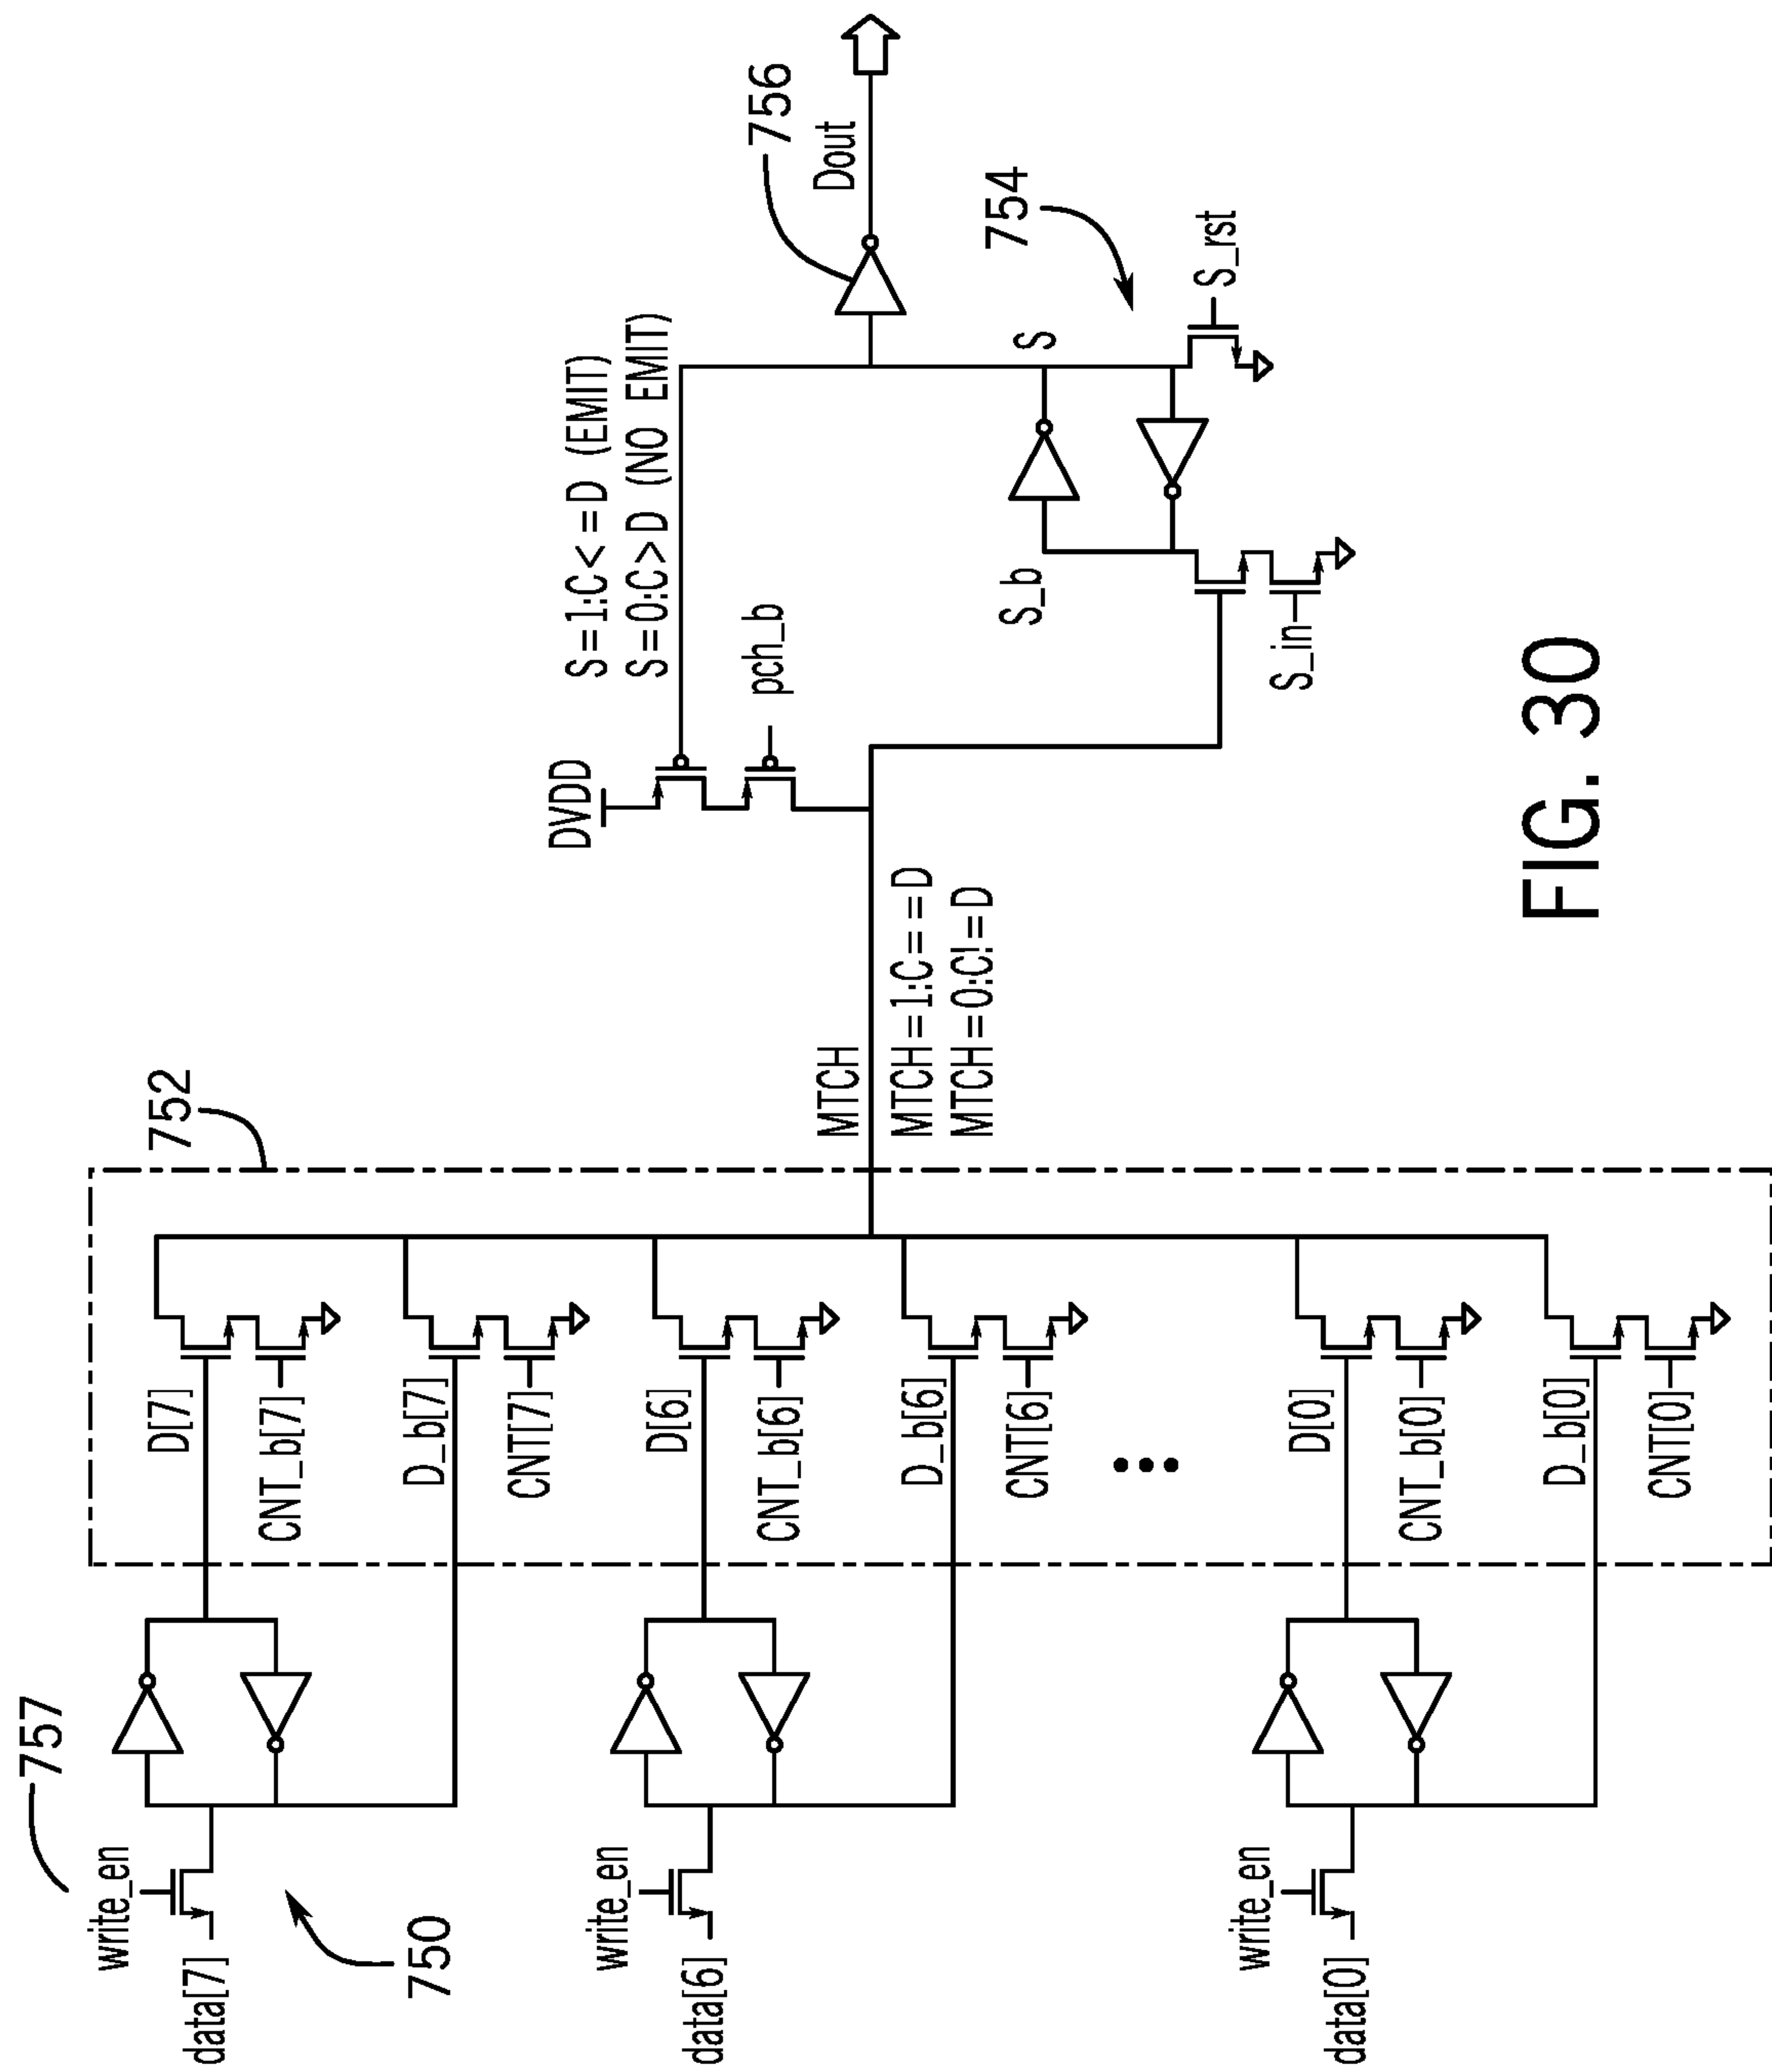 757
write_en
data[7]
750
D[7]
CNT_b[7]
D_b[7]
CNT[7]
write_en
data[6]
D[6]
CNT_b[6]
D_b[6]
CNT[6]
write_en
data[0]
D[0]
CNT_b[0]
D_b[0]
CNT[0]
752
MTCH
MTCH=1:C==D
MTCH=0:C!=D
DVDD
pch_b
S=1:C<=D (EMIT)
S=0:C>D (NO EMIT)
S_b
S_in
S
S_rst
754
756
Dout
FIG. 30